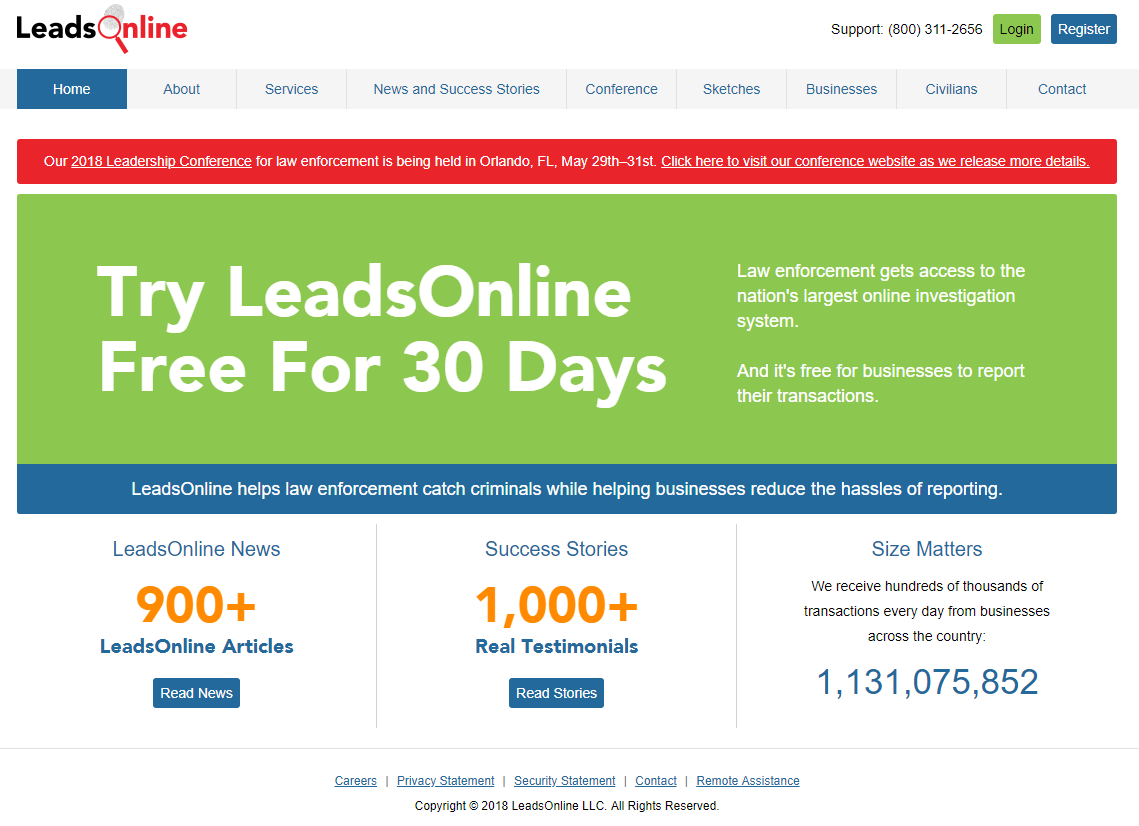 LeadsOnline
Support: (800) 311-2656
Login
Register
Home
About
Services
News and Success Stories
Conference
Sketches
Businesses
Civilians
Contact
Our 2018 Leadership Conference for law enforcement is being held in Orlando, FL, May 29th–31st. Click here to visit our conference website as we release more details.
Try LeadsOnline
Free For 30 Days
Law enforcement gets access to the
nation's largest online investigation
system.
And it's free for businesses to report
their transactions.
LeadsOnline helps law enforcement catch criminals while helping businesses reduce the hassles of reporting.
LeadsOnline News
900+
LeadsOnline Articles
Read News
Success Stories
1,000+
Real Testimonials
Read Stories
Size Matters
We receive hundreds of thousands of
transactions every day from businesses
across the country:
1,131,075,852
Careers | Privacy Statement | Security Statement | Contact | Remote Assistance
Copyright © 2018 LeadsOnline LLC. All Rights Reserved.